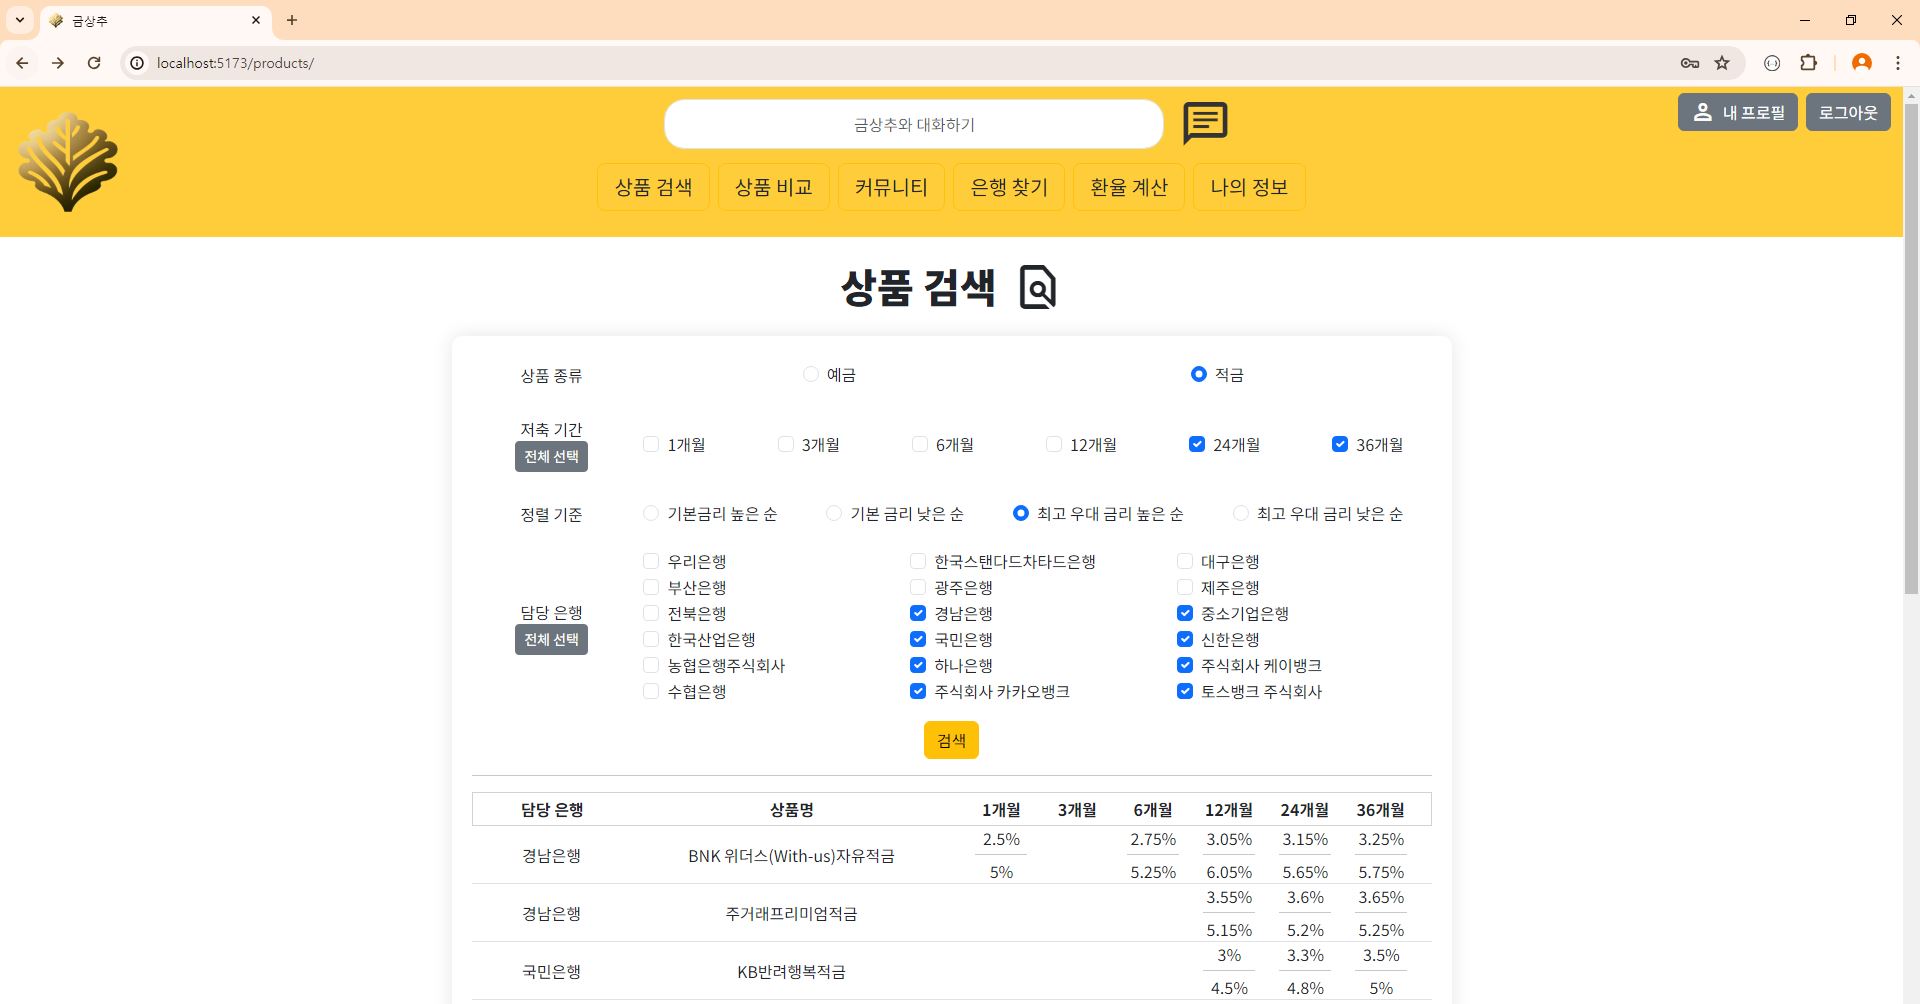 금상추
localhost:5173/products/
금상추와 대화하기
내 프로필 로그아웃
상품 검색 상품 비교 커뮤니티 은행 찾기 환율 계산 나의 정보
상품 검색
상품 종류 예금 적금
저축 기간
전체 선택
1개월 3개월 6개월 12개월 24개월 36개월
정렬 기준 기본금리 높은 순 기본 금리 낮은 순 최고 우대 금리 높은 순 최고 우대 금리 낮은 순
담당 은행
전체 선택
우리은행 한국스탠다드차타드은행 대구은행
부산은행 광주은행 제주은행
전북은행 경남은행 중소기업은행
한국산업은행 국민은행 신한은행
농협은행주식회사 하나은행 주식회사 케이뱅크
수협은행 주식회사 카카오뱅크 토스뱅크 주식회사
검색
담당 은행 상품명 1개월 3개월 6개월 12개월 24개월 36개월
경남은행 BNK 위더스(With-us)자유적금
2.5% 2.75% 3.05% 3.15% 3.25%
5% 5.25% 6.05% 5.65% 5.75%
경남은행 주거래프리미엄적금
3.55% 3.6% 3.65%
5.15% 5.2% 5.25%
국민은행 KB반려행복적금
3% 3.3% 3.5%
4.5% 4.8% 5%